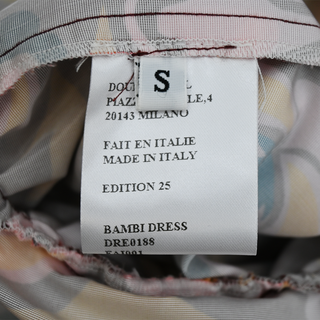 S
20143 MILANO
FAIT EN ITALIE
MADE IN ITALY
EDITION 25
BAMBI DRESS
DRE0188